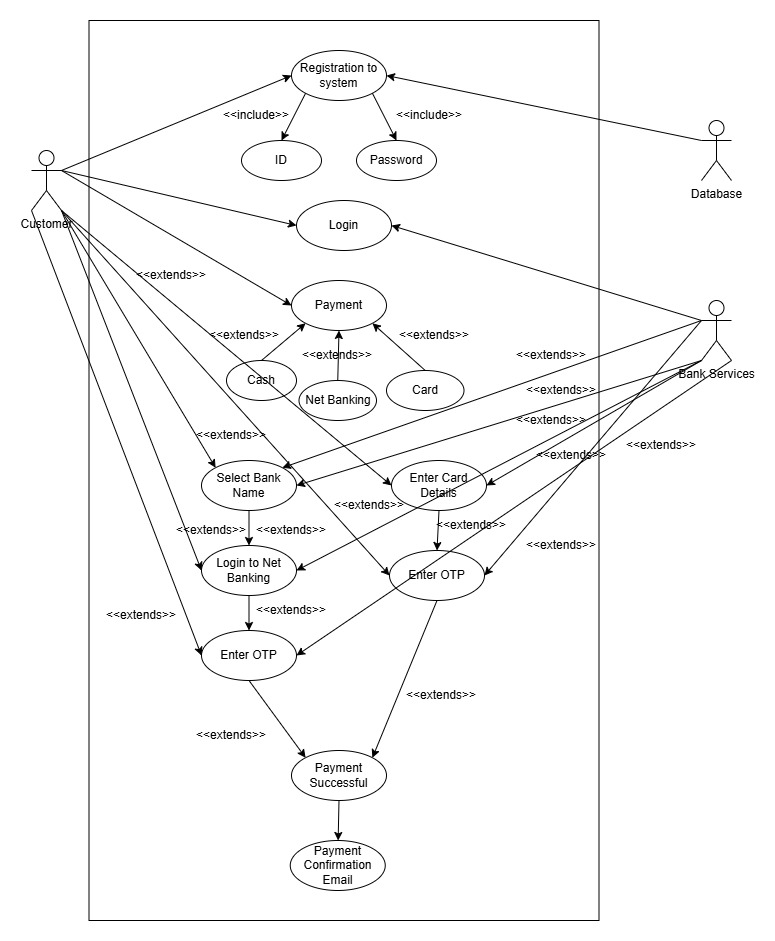 Registration to
system
<<include>>
<<include>>
ID
Password
Database
Customer
Login
<<extends>>
Payment
<<extends>>
<<extends>>
<<extends>>
<<extends>>
Cash
Net Banking
Card
Bank Services
<<extends>>
<<extends>>
<<extends>>
<<extends>>
<<extends>>
Select Bank
Name
Enter Card
Details
<<extends>>
<<extends>>
<<extends>>
<<extends>>
<<extends>>
<<extends>>
Login to Net
Banking
Enter OTP
<<extends>>
<<extends>>
Enter OTP
<<extends>>
<<extends>>
Payment
Successful
Payment
Confirmation
Email